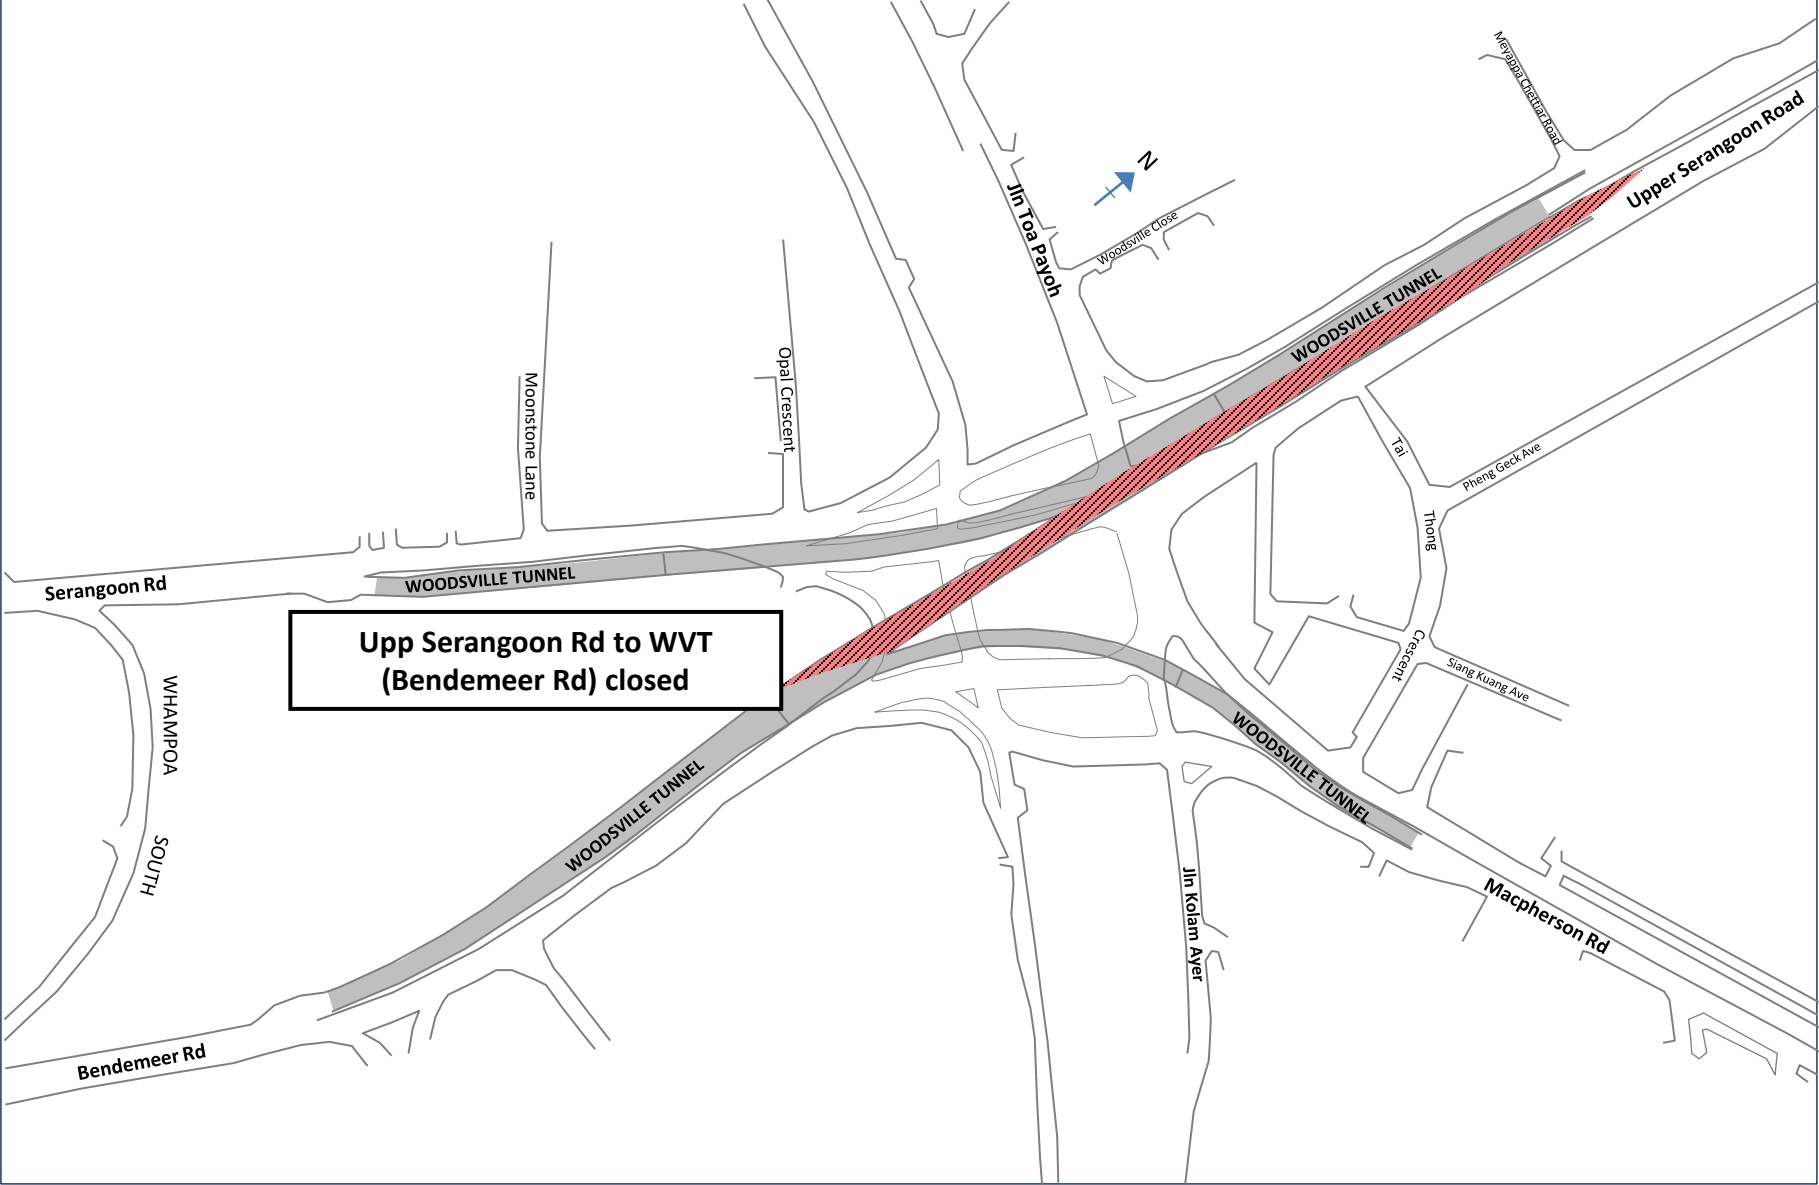 Meyappa Chettiar Road
Upper Serangoon Road
N
Jln Toa Payoh
Woodsville Close
WOODSVILLE TUNNEL
Moonstone Lane
Opal Crescent
Tai
Thong
Crescent
Pheng Geck Ave
Siang Kuang Ave
Serangoon Rd
WOODSVILLE TUNNEL
Upp Serangoon Rd to WVT
(Bendemeer Rd) closed
WHAMPOA
SOUTH
WOODSVILLE TUNNEL
WOODSVILLE TUNNEL
Jln Kolam Ayer
Macpherson Rd
Bendemeer Rd